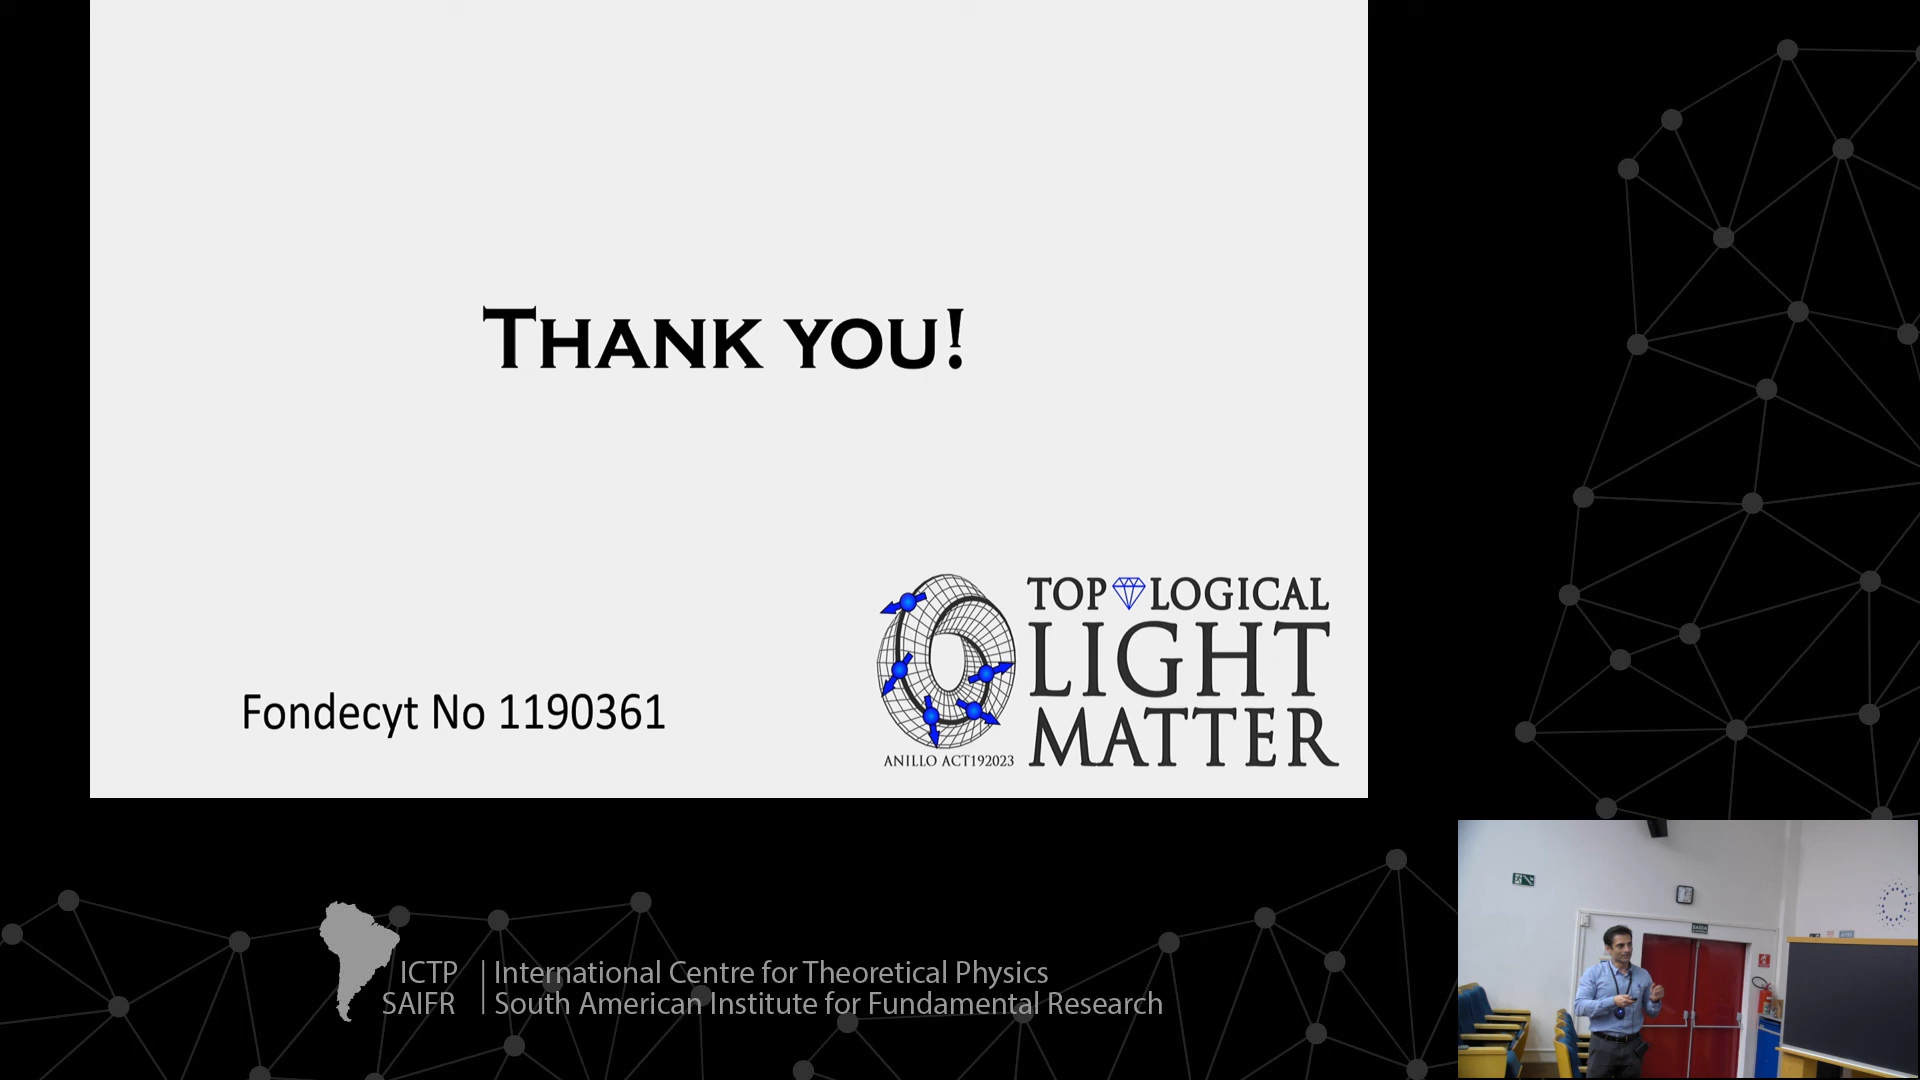 THANK YOU!
TOP LOGICAL
LIGHT
MATTER
ANILLO ACT192023
Fondecyt No 1190361
ICTP
SAIFR
International Centre for Theoretical Physics
South American Institute for Fundamental Research